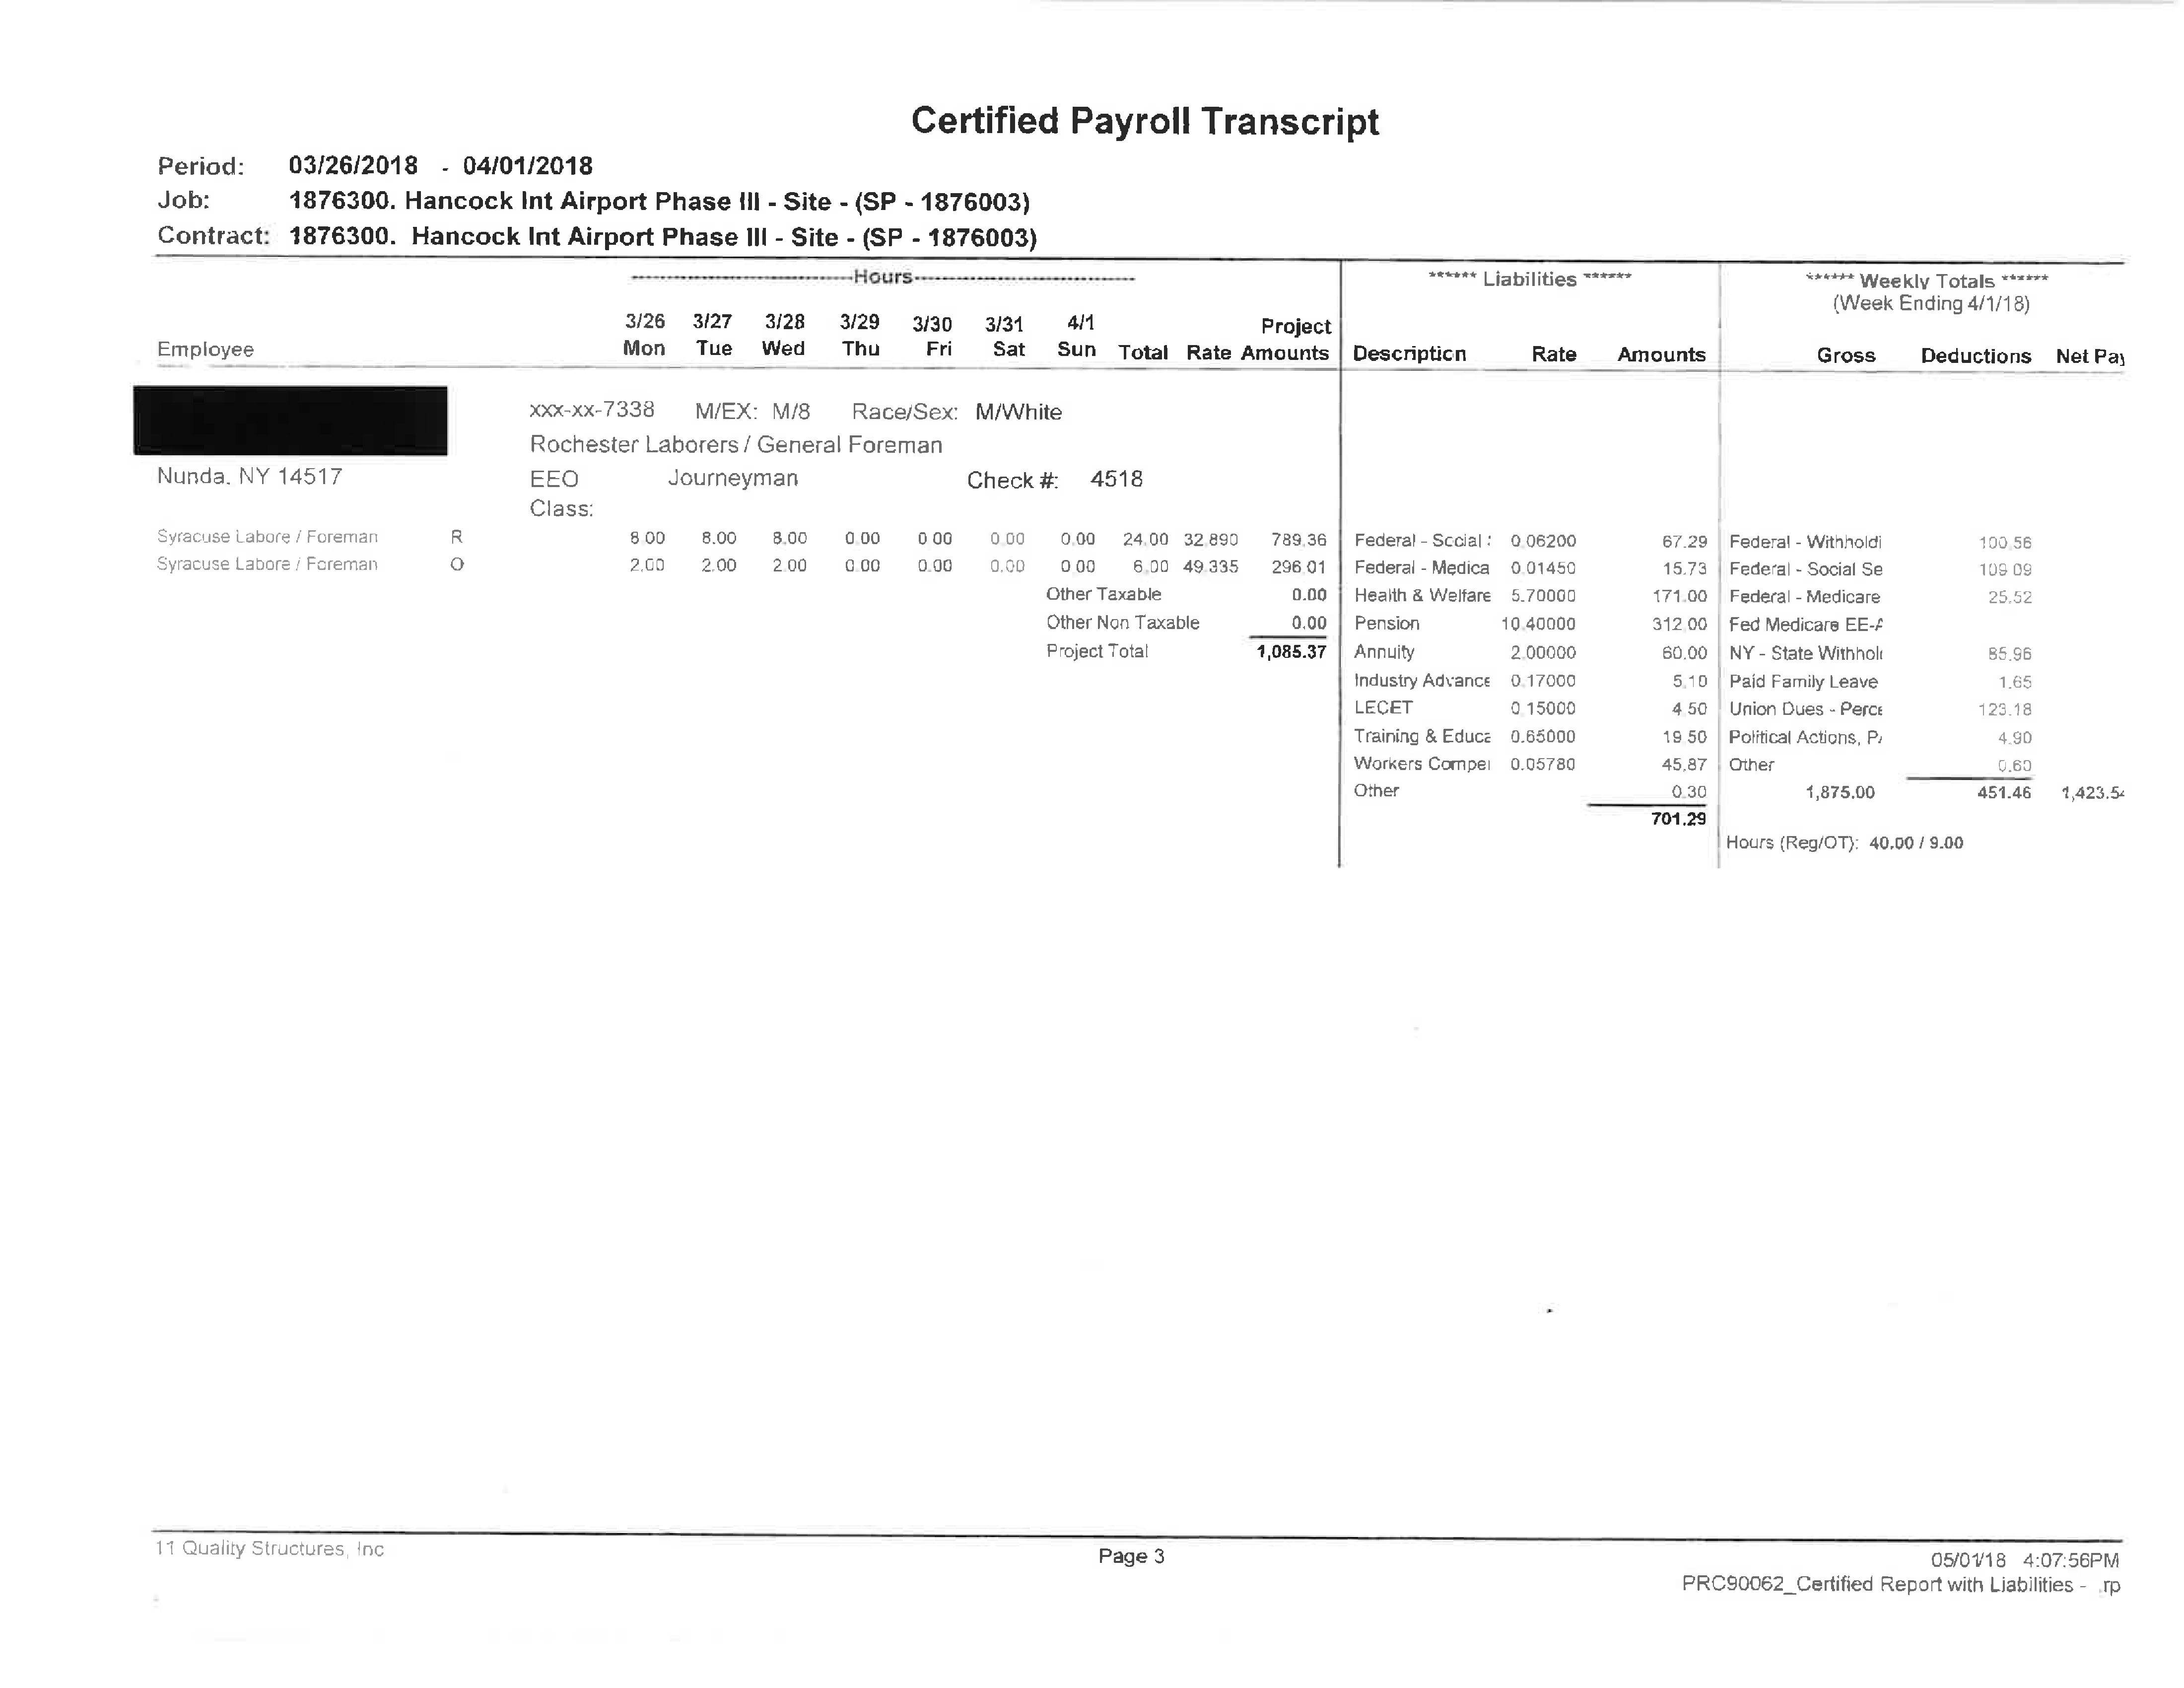 Certified Payroll Transcript
Period: 03/26/2018 - 04/01/2018
Job: 1876300. Hancock Int Airport Phase III - Site - (SP - 1876003)
Contract: 1876300. Hancock Int Airport Phase III - Site - (SP - 1876003)
------------------------------Hours------------------------------ ****** Liabilities ****** ****** Weekly Totals ******
(Week Ending 4/1/18)
3/26 3/27 3/28 3/29 3/30 3/31 4/1 Project
Employee Mon Tue Wed Thu Fri Sat Sun Total Rate Amounts Description Rate Amounts Gross Deductions Net Pay
xxx-xx-7338 M/EX: M/8 Race/Sex: M/White
Rochester Laborers / General Foreman
Nunda, NY 14517 EEO Journeyman Check #: 4518
Class:
Syracuse Labore / Foreman R 8.00 8.00 8.00 0.00 0.00 0.00 0.00 24.00 32.890 789.36 Federal - Social : 0.06200 67.29 Federal - Withholdi 100.56
Syracuse Labore / Foreman O 2.00 2.00 2.00 0.00 0.00 0.00 0.00 6.00 49.335 296.01 Federal - Medica 0.01450 15.73 Federal - Social Se 109.09
Other Taxable 0.00 Health & Welfare 5.70000 171.00 Federal - Medicare 25.52
Other Non Taxable 0.00 Pension 10.40000 312.00 Fed Medicare EE-A
Project Total 1,085.37 Annuity 2.00000 60.00 NY - State Withhol 85.96
Industry Advance 0.17000 5.10 Paid Family Leave 1.65
LECET 0.15000 4.50 Union Dues - Perce 123.18
Training & Educa 0.65000 19.50 Political Actions, P 4.90
Workers Compe 0.05780 45.87 Other 0.60
Other 0.30 1,875.00 451.46 1,423.54
701.29
Hours (Reg/OT): 40.00 / 9.00
11 Quality Structures, Inc Page 3 05/01/18 4:07:56PM
PRC90062_Certified Report with Liabilities - .rp